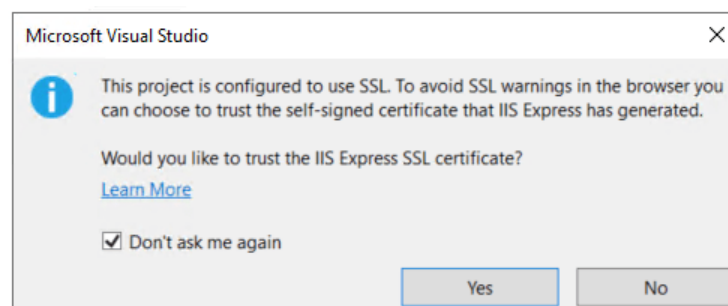 Microsoft Visual Studio
This project is configured to use SSL. To avoid SSL warnings in the browser you
can choose to trust the self-signed certificate that IIS Express has generated.
Would you like to trust the IIS Express SSL certificate?
Learn More
Don't ask me again
Yes No